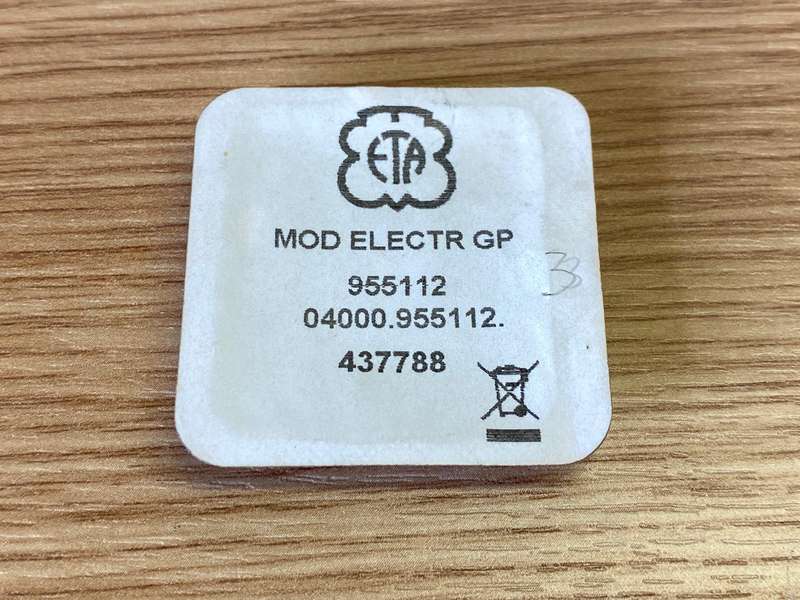 ETA
MOD ELECTR GP
955112
04000.955112.
437788